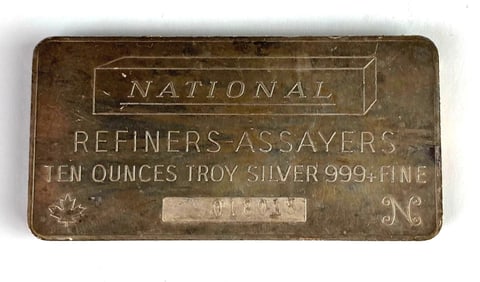 NATIONAL
REFINERS-ASSAYERS
TEN OUNCES TROY SILVER 999+FINE
N